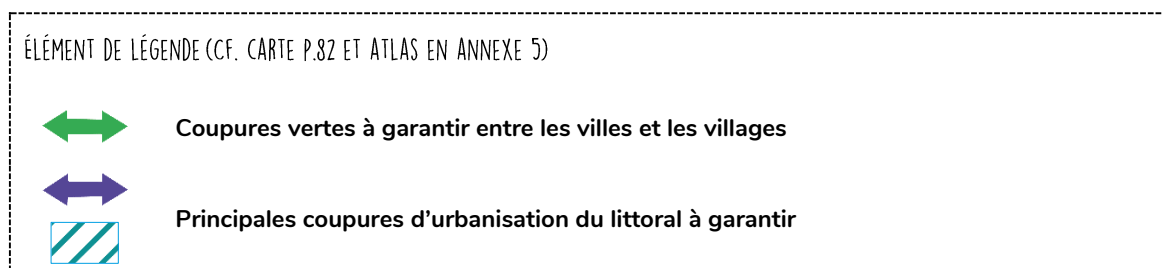 ÉLÉMENT DE LÉGENDE (CF. CARTE P.82 ET ATLAS EN ANNEXE 5)
Coupures vertes à garantir entre les villes et les villages
Principales coupures d'urbanisation du littoral à garantir